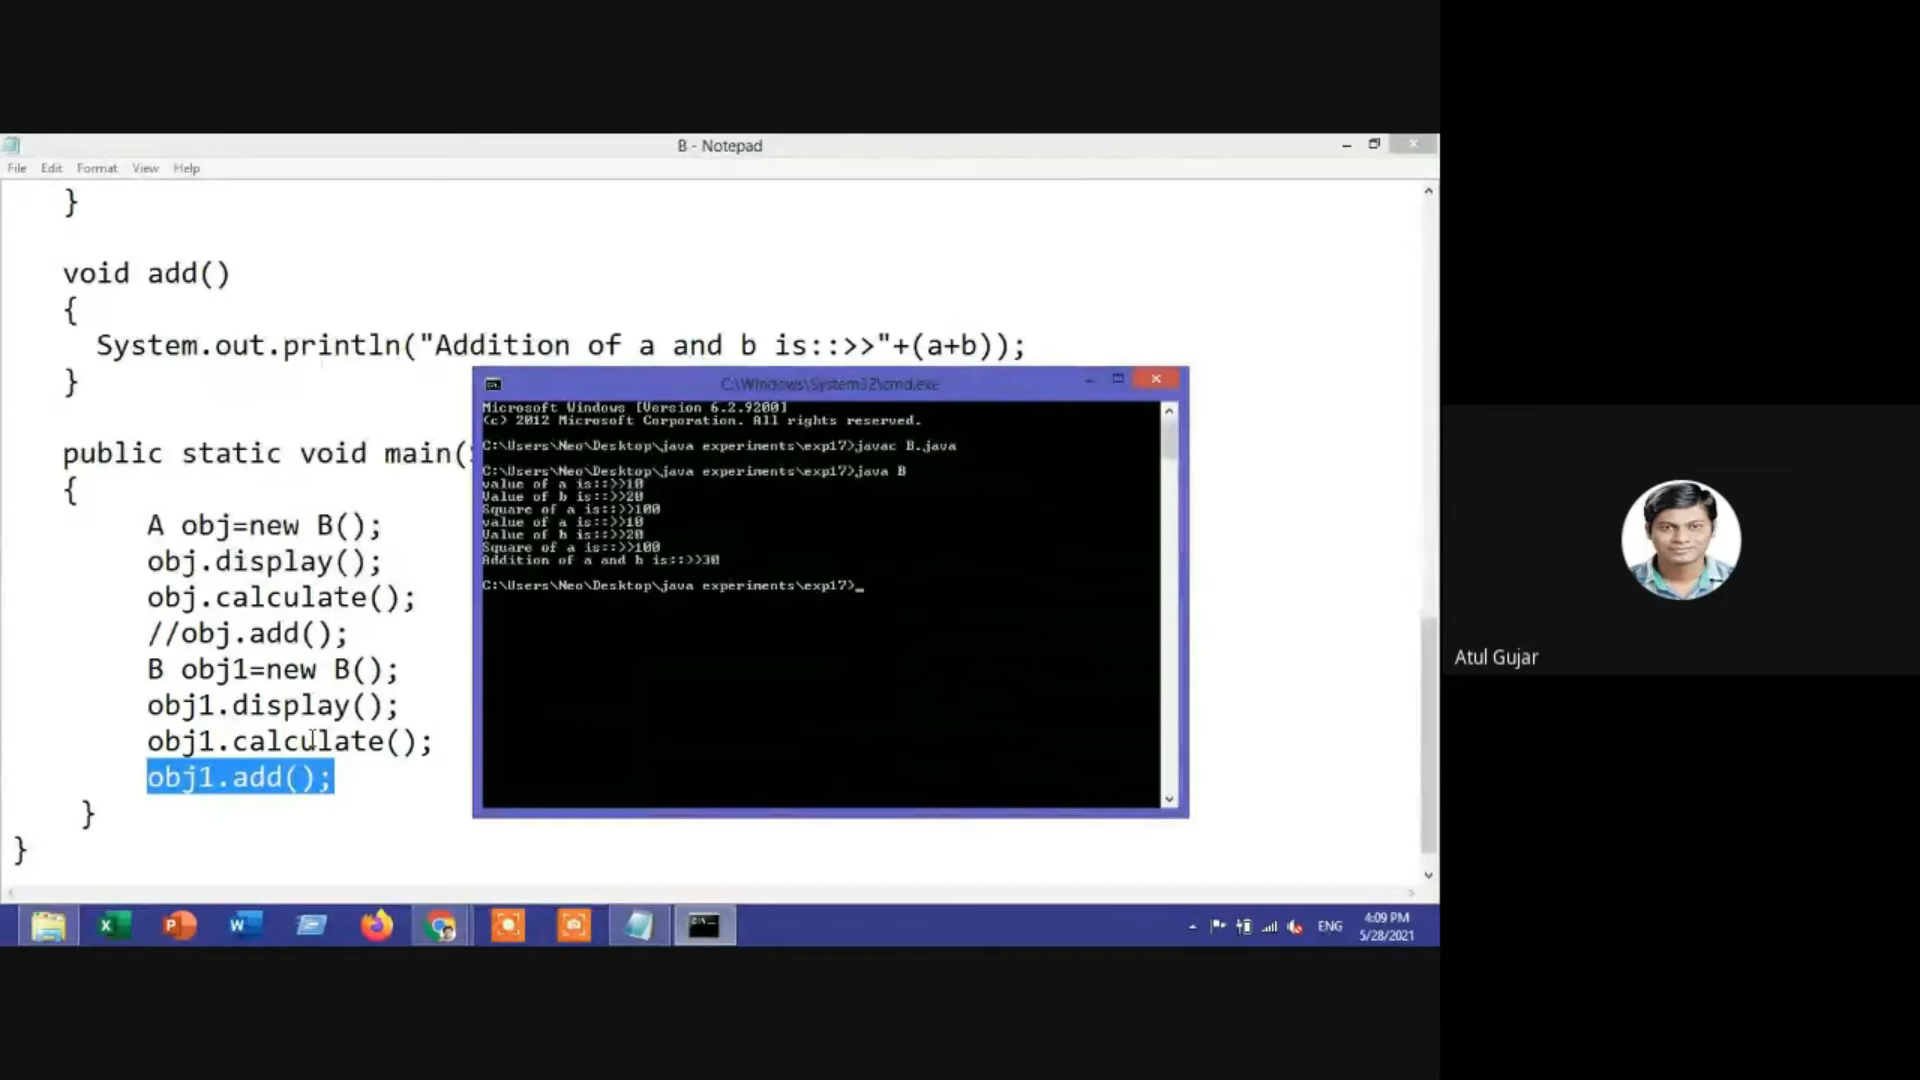 B - Notepad
File Edit Format View Help
}
void add()
{
System.out.println("Addition of a and b is::>>"+(a+b));
}
public static void main(
{
A obj=new B();
obj.display();
obj.calculate();
//obj.add();
B obj1=new B();
obj1.display();
obj1.calculate();
obj1.add();
}
}
C:\Windows\System32\cmd.exe
Microsoft Windows [Version 6.2.9200]
(c) 2012 Microsoft Corporation. All rights reserved.
C:\Users\Neo\Desktop\java experiments\exp17>javac B.java
C:\Users\Neo\Desktop\java experiments\exp17>java B
value of a is::>>10
Value of b is::>>20
Square of a is::>>100
value of a is::>>10
Value of b is::>>20
Square of a is::>>100
Addition of a and b is::>>30
C:\Users\Neo\Desktop\java experiments\exp17>_
Atul Gujar
ENG
4:09 PM
5/28/2021